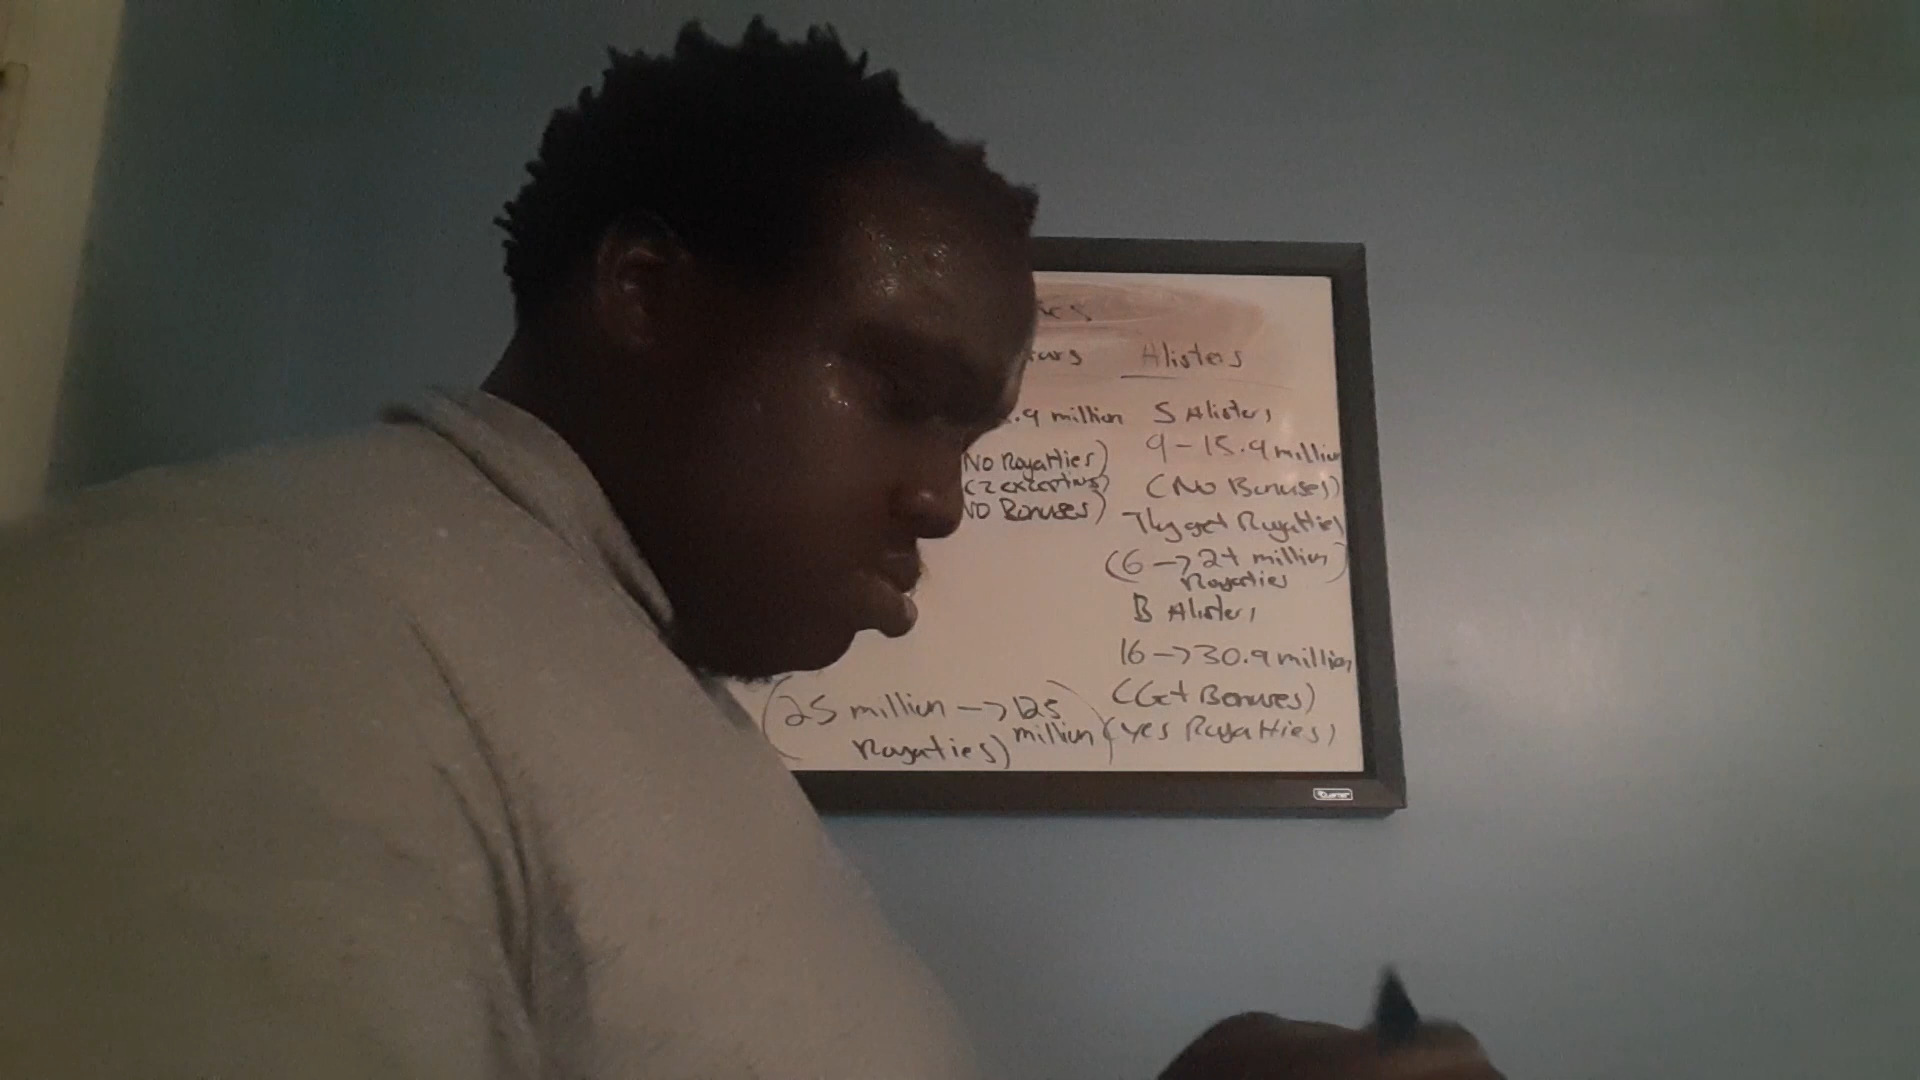 Alisters
.9 million
No Royalties)
(2 exceptions)
NO Bonuses)
S Alisters
9 - 15.9 million
(No Bonuses)
They get Royalties
(6 -> 24 million)
Royalties
B Alisters
16 -> 30.9 million
(Get Bonuses)
(yes Royalties)
(25 million -> 125
million
Royalties)
Quartet